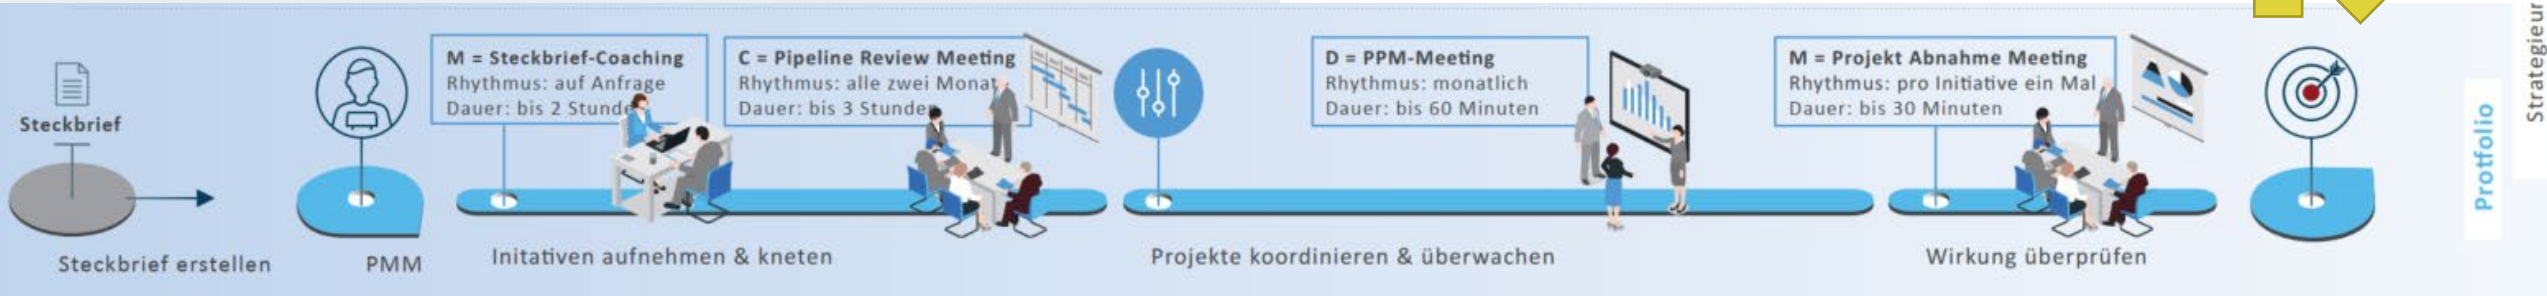 Steckbrief
Steckbrief erstellen
PMM
M = Steckbrief-Coaching
Rhythmus: auf Anfrage
Dauer: bis 2 Stunde
C = Pipeline Review Meeting
Rhythmus: alle zwei Monat
Dauer: bis 3 Stunden
Initativen aufnehmen & kneten
D = PPM-Meeting
Rhythmus: monatlich
Dauer: bis 60 Minuten
Projekte koordinieren & überwachen
M = Projekt Abnahme Meeting
Rhythmus: pro Initiative ein Mal
Dauer: bis 30 Minuten
Wirkung überprüfen
Protfolio
Strategieur